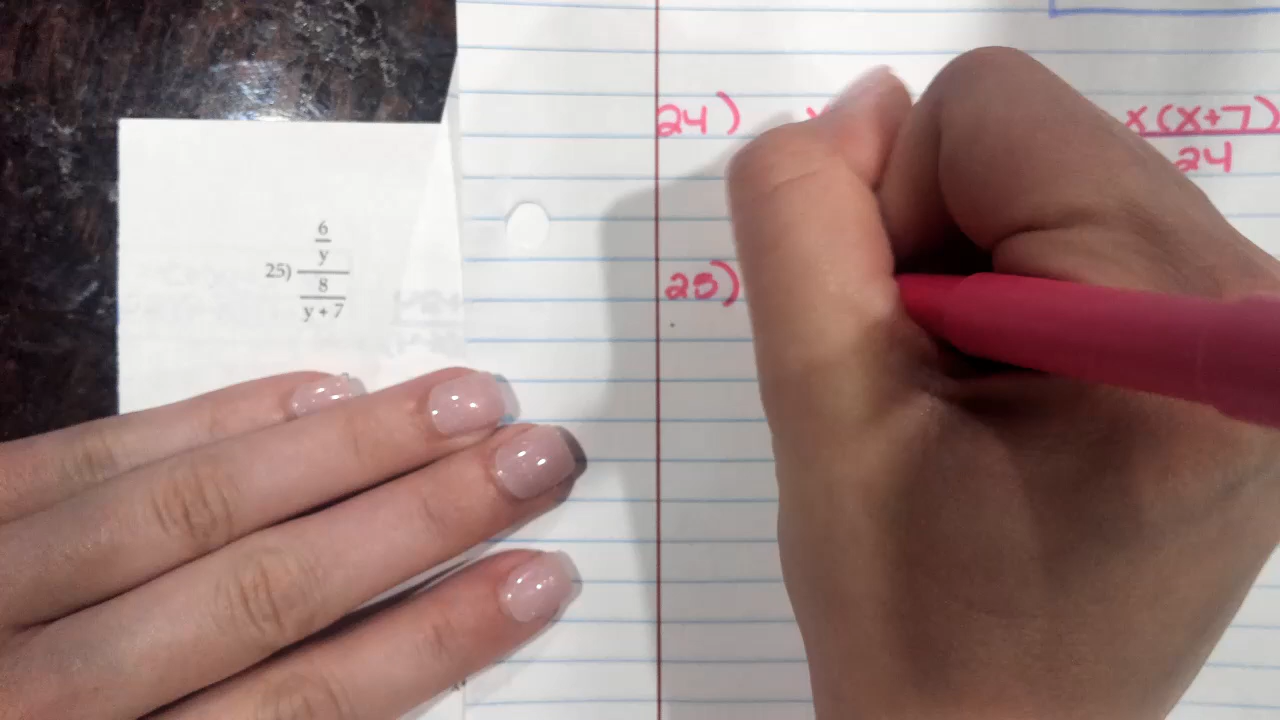 6
y
25)
8
y + 7
24) x(x+7)
24
25)